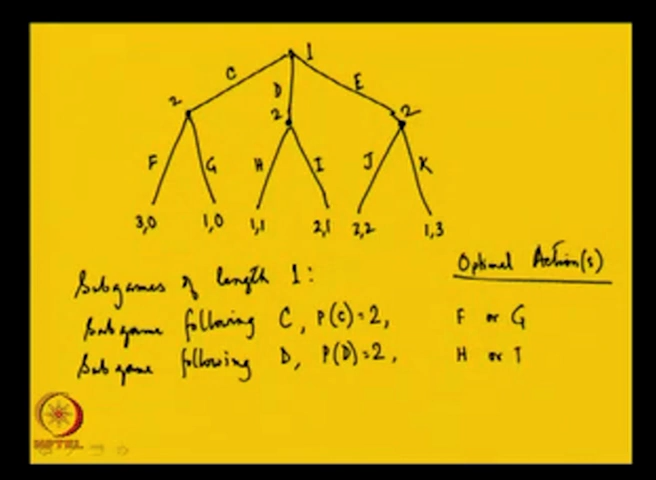 1
C D E
2 2 2
F G H I J K
3,0 1,0 1,1 2,1 2,2 1,3
Optimal Action(s)
Subgames of length 1:
Subgame following C, P(C)=2, F or G
Subgame following D, P(D)=2, H or I
NPTEL